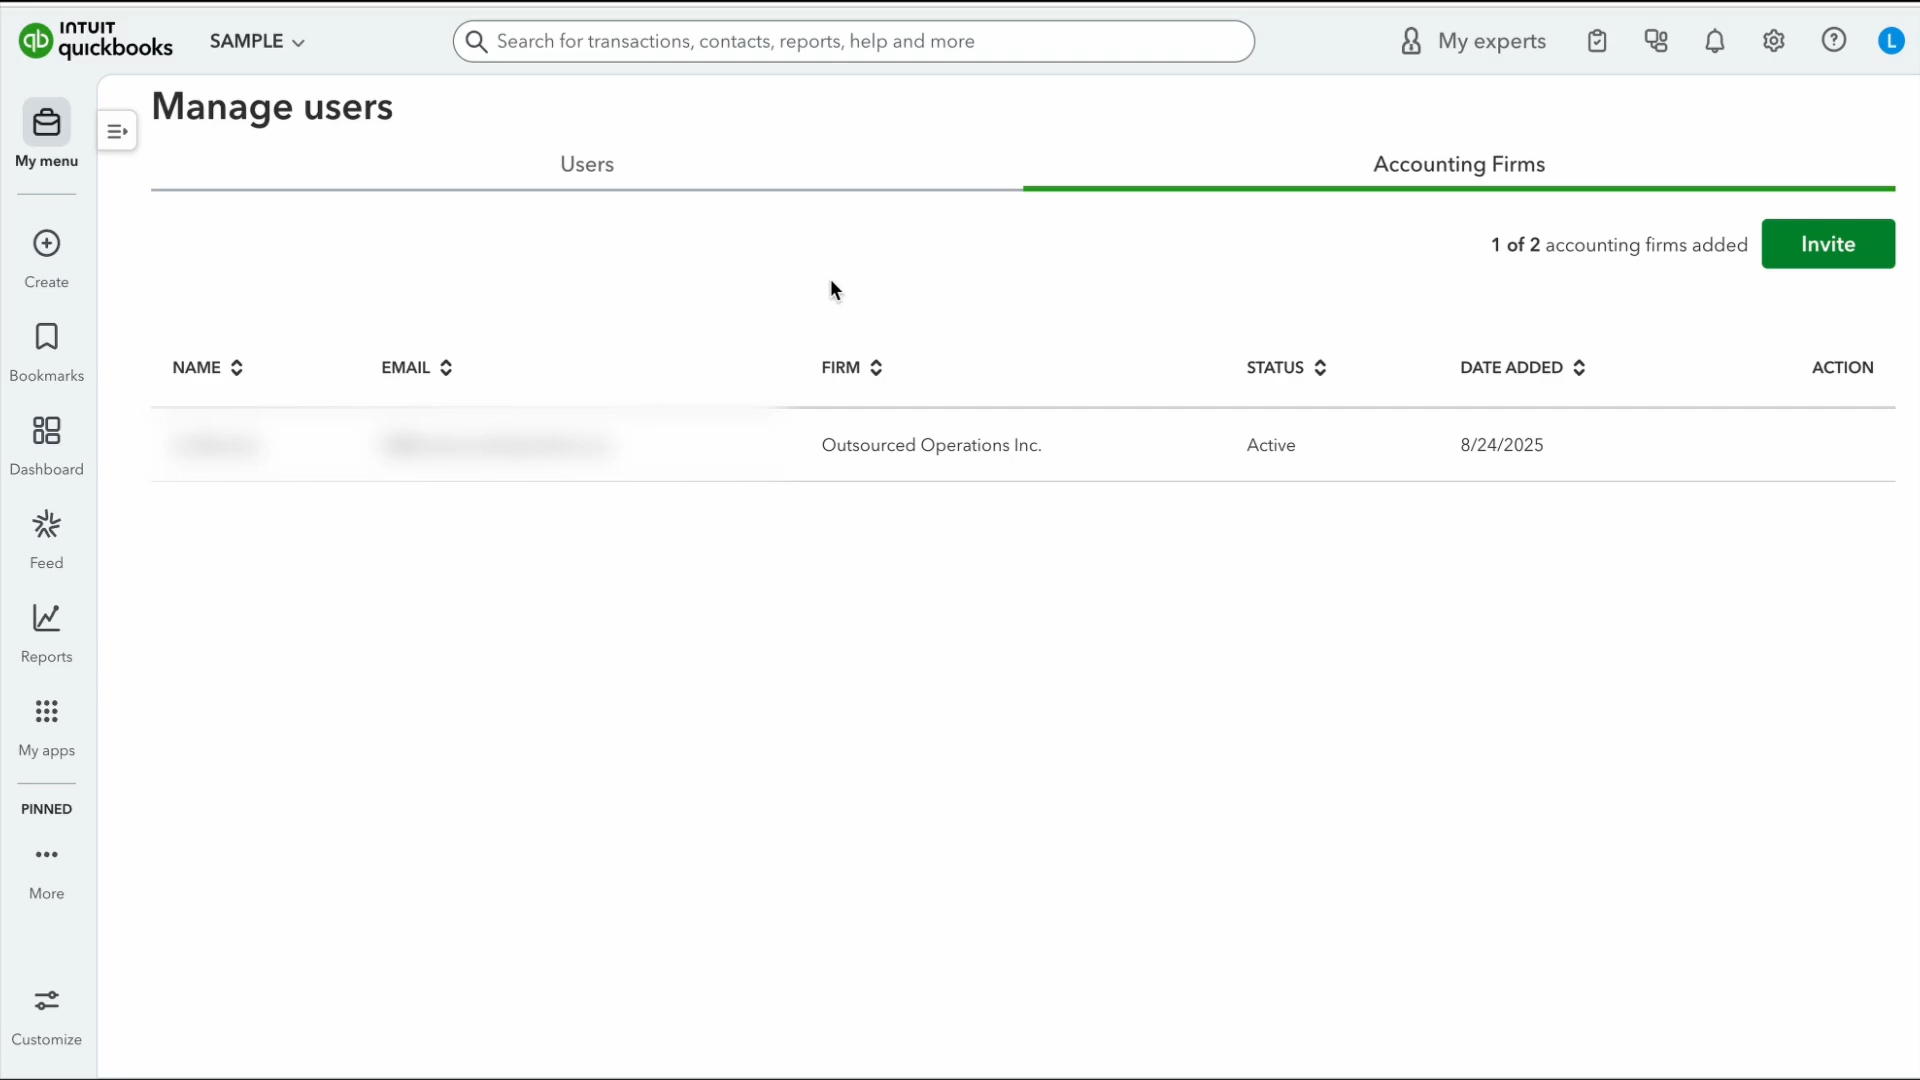 INTUIT
quickbooks
SAMPLE
Search for transactions, contacts, reports, help and more
My experts
L
My menu
Create
Bookmarks
Dashboard
Feed
Reports
My apps
PINNED
More
Customize
Manage users
Users
Accounting Firms
1 of 2 accounting firms added
Invite
NAME EMAIL FIRM STATUS DATE ADDED ACTION
Outsourced Operations Inc. Active 8/24/2025